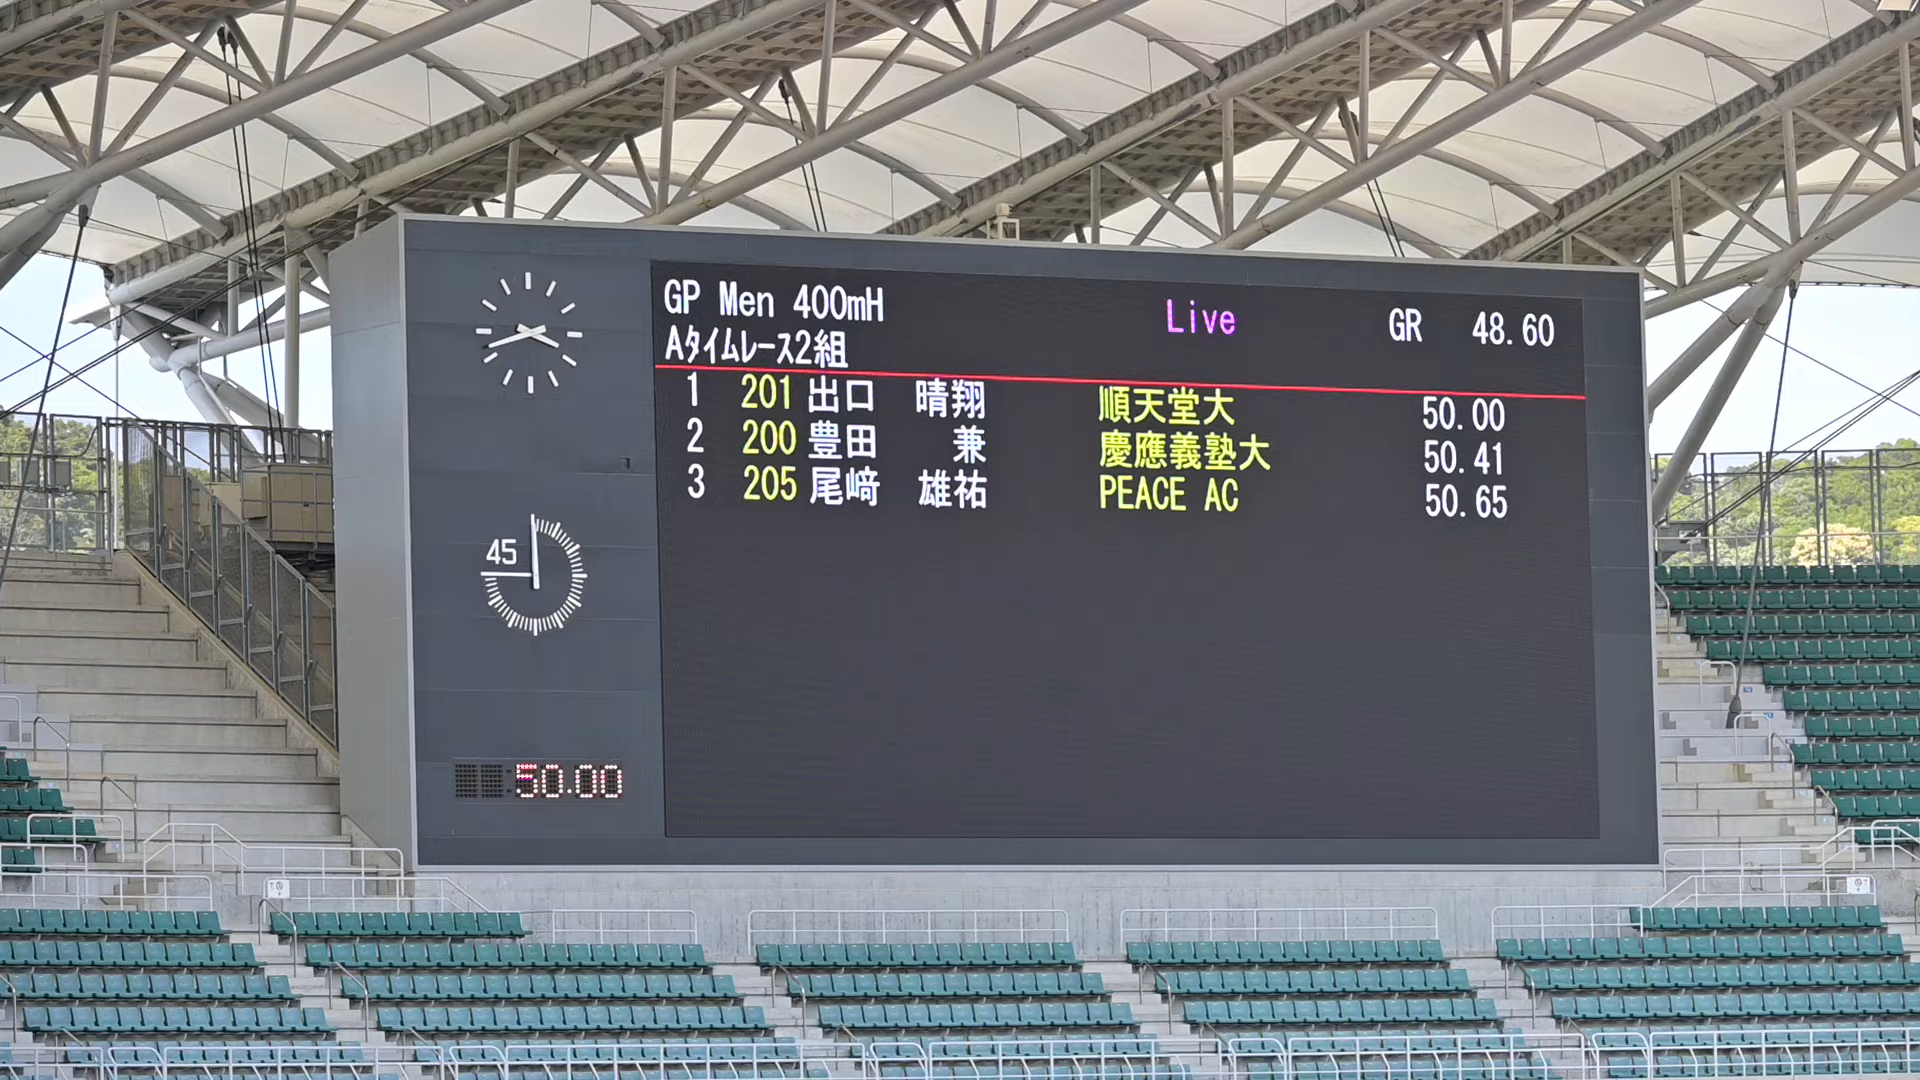 GP Men 400mH Live GR 48.60
Aﾀｲﾑﾚｰｽ2組
1 201 出口 晴翔 順天堂大 50.00
2 200 豊田 兼 慶應義塾大 50.41
3 205 尾﨑 雄祐 PEACE AC 50.65
45
50.00